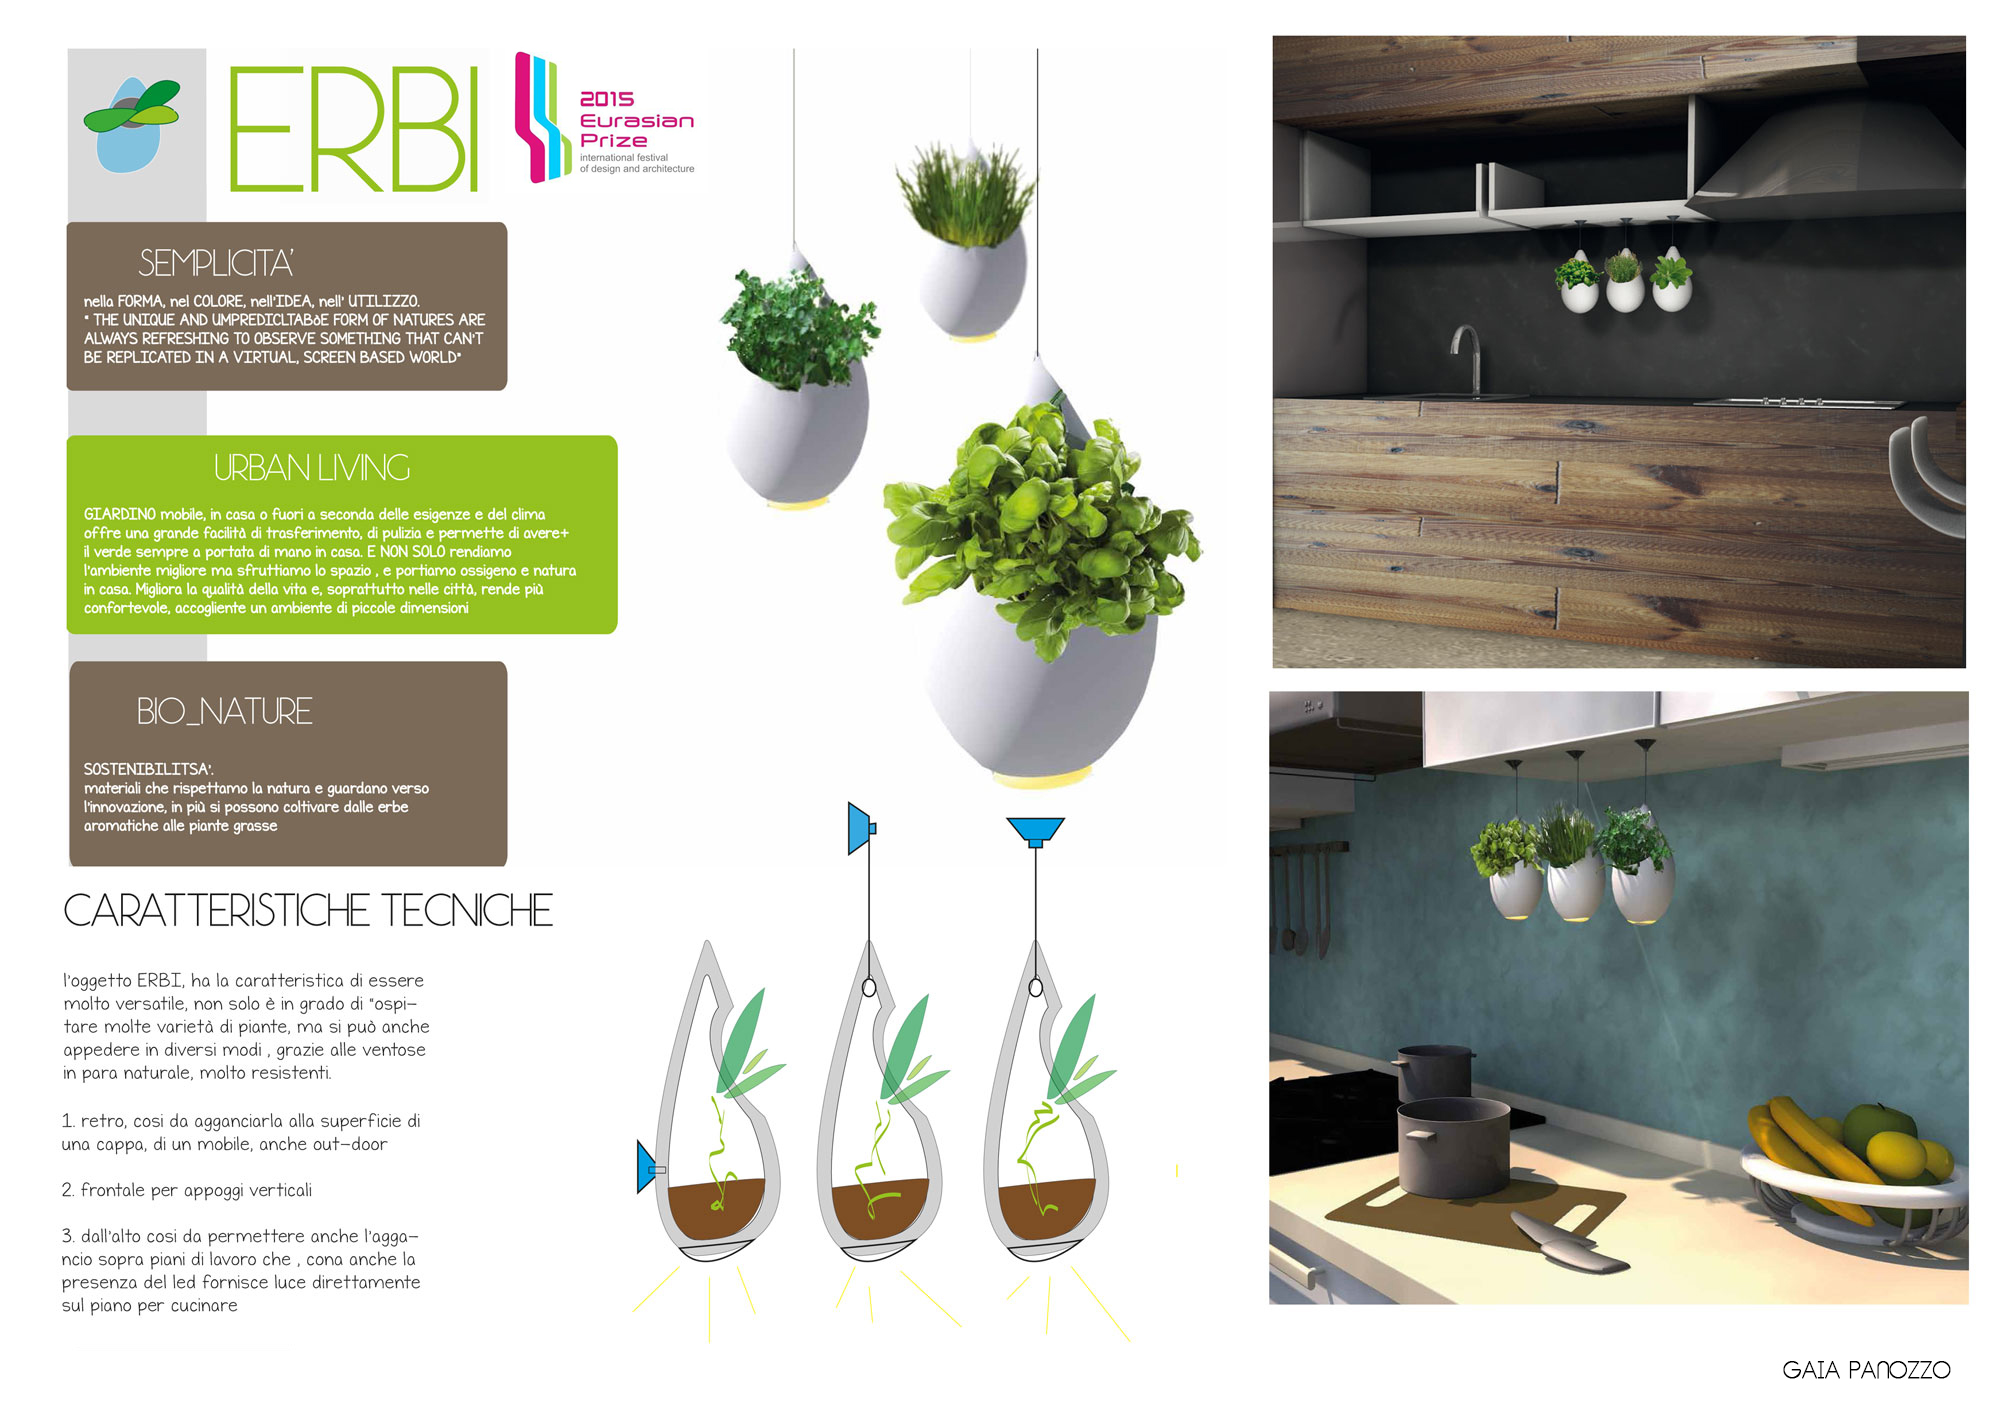 ERBI
2015
Eurasian
Prize
international festival
of design and architecture
SEMPLICITA'
nella FORMA, nel COLORE, nell'IDEA, nell' UTILIZZO.
" THE UNIQUE AND UMPREDICLTABòE FORM OF NATURES ARE
ALWAYS REFRESHING TO OBSERVE SOMETHING THAT CAN'T
BE REPLICATED IN A VIRTUAL, SCREEN BASED WORLD"
URBAN LIVING
GIARDINO mobile, in casa o fuori a seconda delle esigenze e del clima
offre una grande facilità di trasferimento, di pulizia e permette di avere+
il verde sempre a portata di mano in casa. E NON SOLO rendiamo
l'ambiente migliore ma sfruttiamo lo spazio , e portiamo ossigeno e natura
in casa. Migliora la qualità della vita e, soprattutto nelle città, rende più
confortevole, accogliente un ambiente di piccole dimensioni
BIO_NATURE
SOSTENIBILITSA'.
materiali che rispettamo la natura e guardano verso
l'innovazione, in più si possono coltivare dalle erbe
aromatiche alle piante grasse
CARATTERISTICHE TECNICHE
l'oggetto ERBI, ha la caratteristica di essere
molto versatile, non solo è in grado di "ospi-
tare molte varietà di piante, ma si può anche
appedere in diversi modi , grazie alle ventose
in para naturale, molto resistenti.
1. retro, cosi da agganciarla alla superficie di
una cappa, di un mobile, anche out-door
2. frontale per appoggi verticali
3. dall'alto cosi da permettere anche l'agga-
ncio sopra piani di lavoro che , cona anche la
presenza del led fornisce luce direttamente
sul piano per cucinare
GAIA PANOZZO